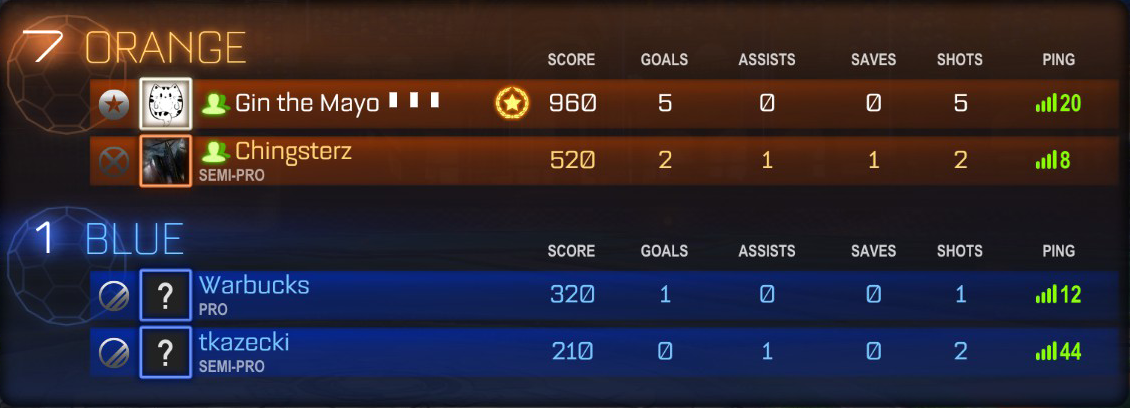 7 ORANGE SCORE GOALS ASSISTS SAVES SHOTS PING
Gin the Mayo 960 5 0 0 5 20
Chingsterz 520 2 1 1 2 8
SEMI-PRO
1 BLUE SCORE GOALS ASSISTS SAVES SHOTS PING
? Warbucks 320 1 0 0 1 12
PRO
? tkazecki 210 0 1 0 2 44
SEMI-PRO